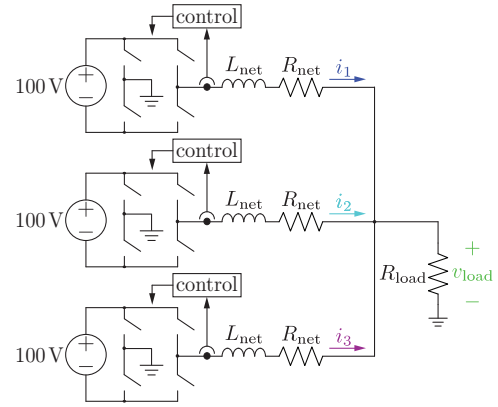 control
L_net R_net i_1
100 V + −
control
L_net R_net i_2
100 V + −
+
R_load v_load
−
control
L_net R_net i_3
100 V + −